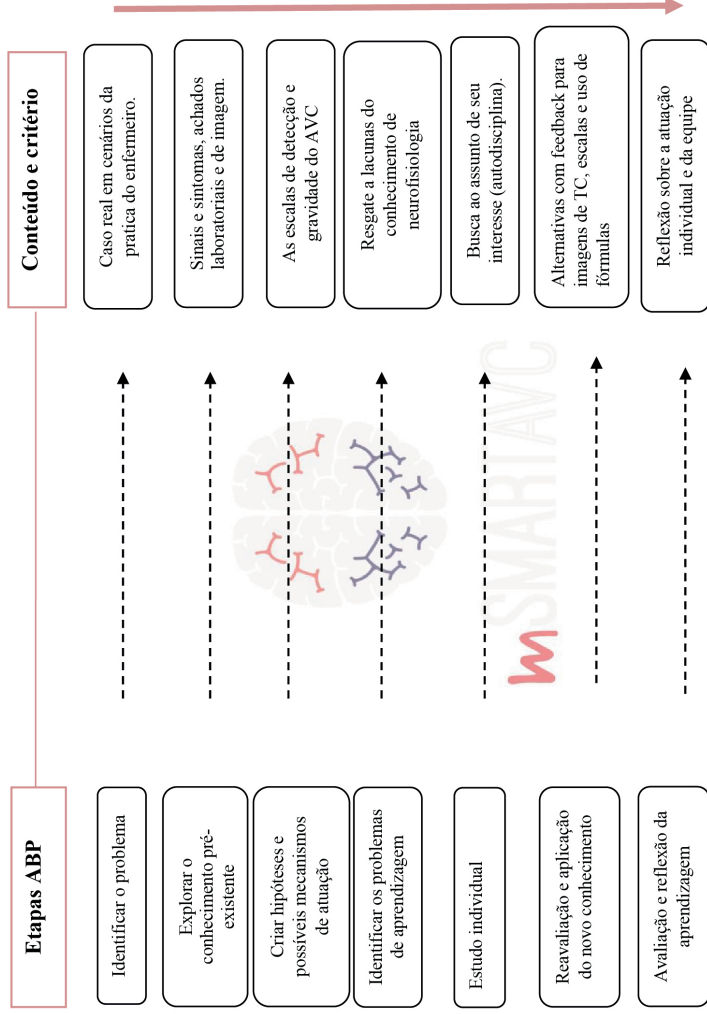 Etapas ABP
Conteúdo e critério
Identificar o problema
Caso real em cenários da
pratica do enfermeiro.
Explorar o
conhecimento pré-
existente
Sinais e sintomas, achados
laboratoriais e de imagem.
Criar hipóteses e
possíveis mecanismos
de atuação
As escalas de detecção e
gravidade do AVC
Identificar os problemas
de aprendizagem
Resgate a lacunas do
conhecimento de
neurofisiologia
Estudo individual
Busca ao assunto de seu
interesse (autodisciplina).
Reavaliação e aplicação
do novo conhecimento
Alternativas com feedback para
imagens de TC, escalas e uso de
fórmulas
Avaliação e reflexão da
aprendizagem
Reflexão sobre a atuação
individual e da equipe
mSMARTAVC